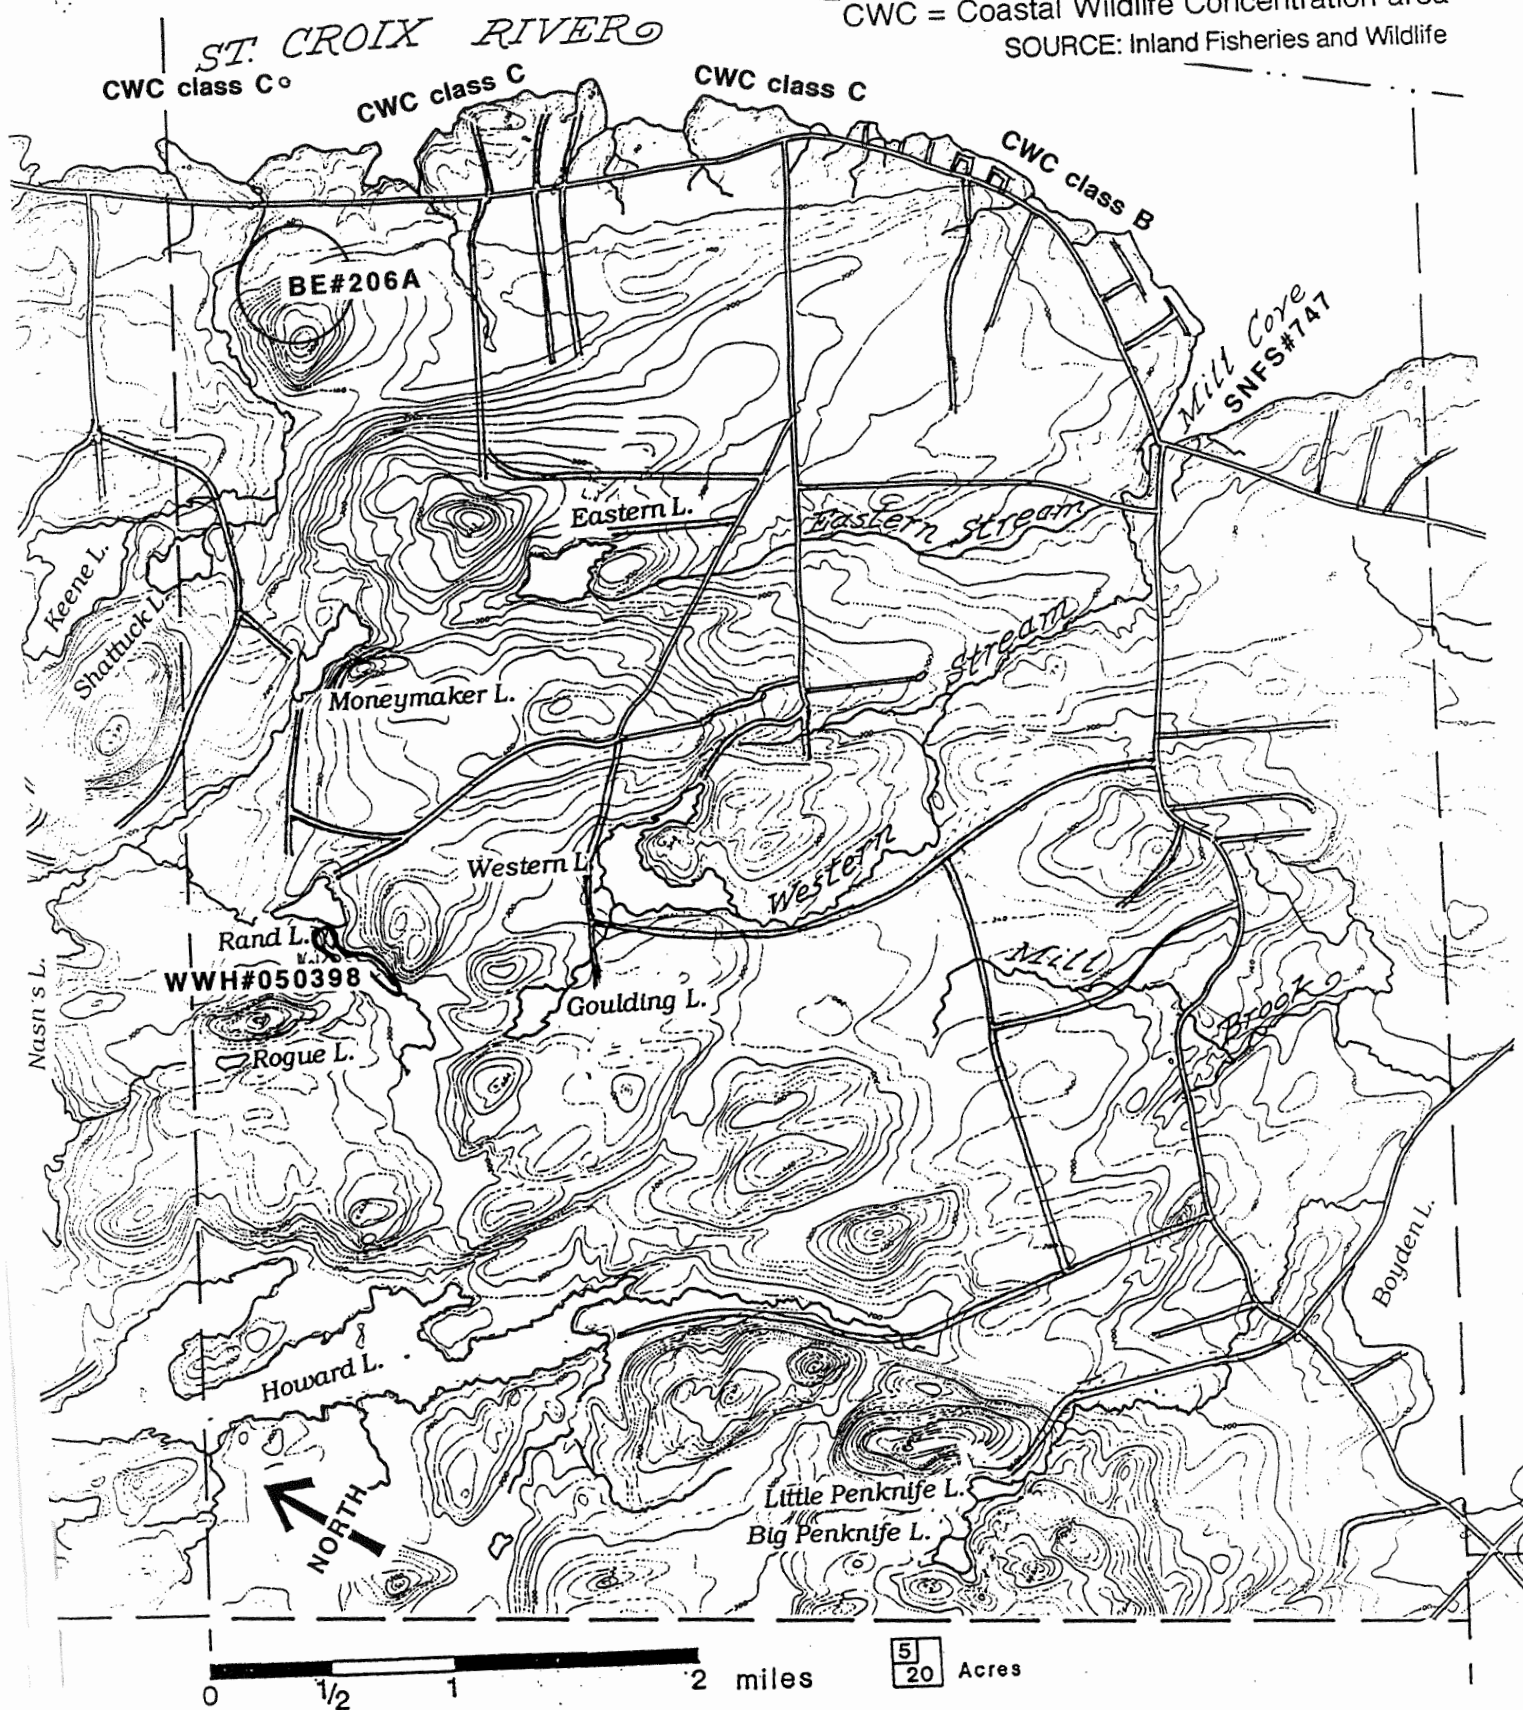 CWC = Coastal Wildlife Concentration area
SOURCE: Inland Fisheries and Wildlife
ST. CROIX RIVER
CWC class C
CWC class C
CWC class C
CWC class B
BE#206A
Mill Cove
SNFS#747
Eastern L.
Eastern Stream
Keene L.
Shattuck L.
Stream
Moneymaker L.
Western L.
Western
Rand L.
WWH#050398
Mill
Nash's L.
Goulding L.
Brook
Rogue L.
Boyden L.
Howard L.
NORTH
Little Penknife L.
Big Penknife L.
0 1/2 1 2 miles
5
20 Acres